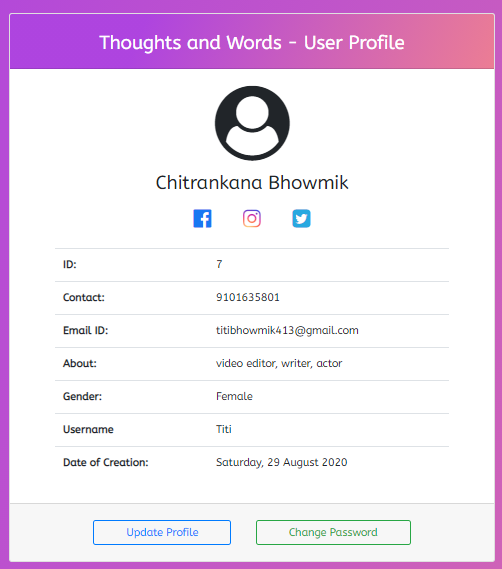 Thoughts and Words - User Profile
Chitrankana Bhowmik
ID: 7
Contact: 9101635801
Email ID: titibhowmik413@gmail.com
About: video editor, writer, actor
Gender: Female
Username Titi
Date of Creation: Saturday, 29 August 2020
Update Profile Change Password